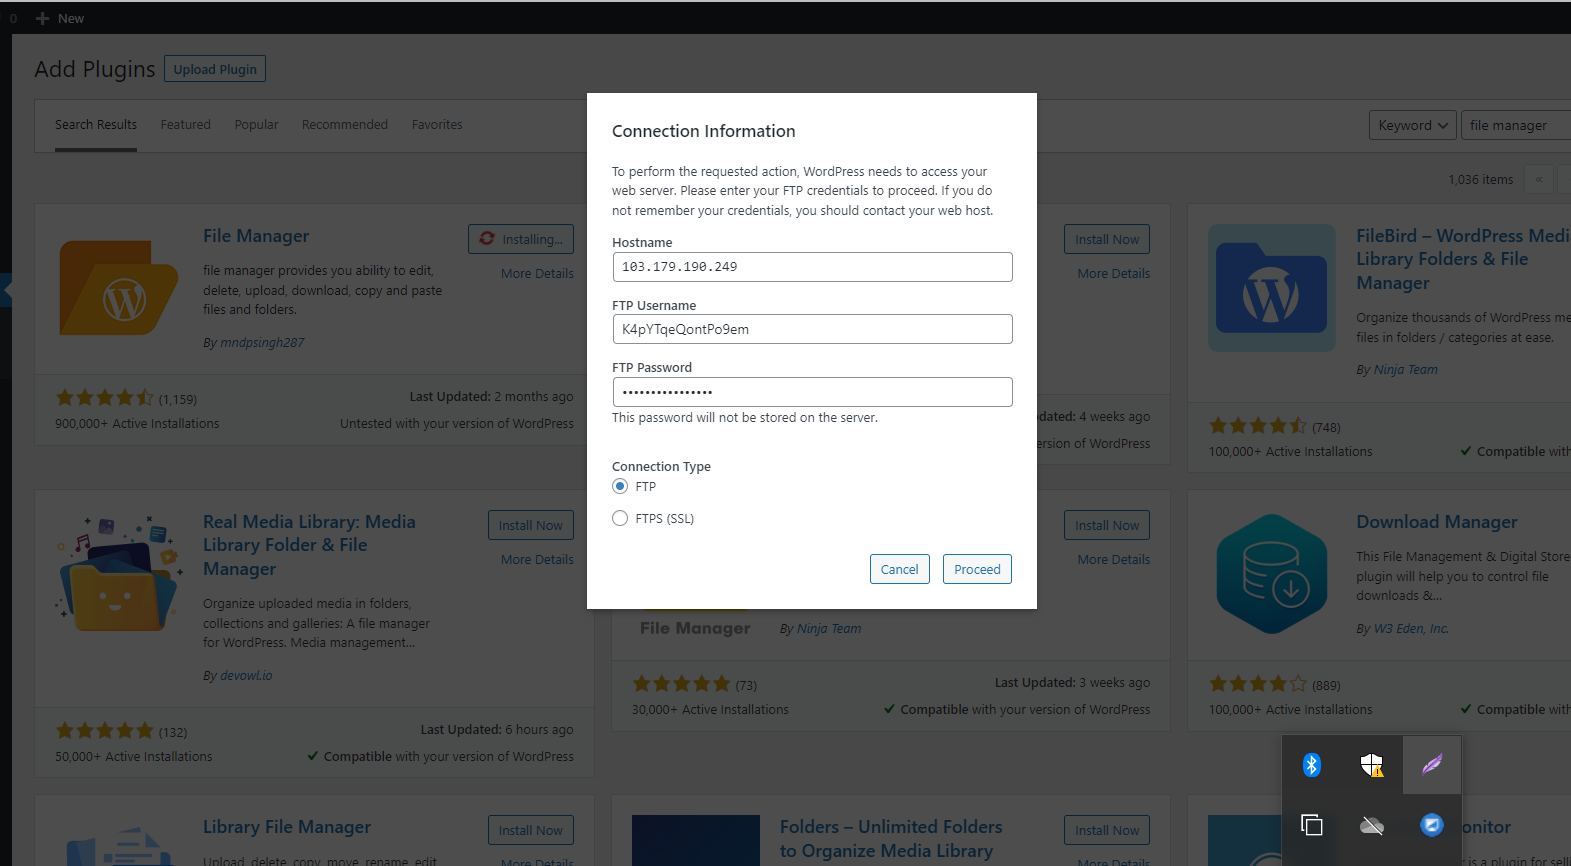 0 New
Add Plugins Upload Plugin
Search Results Featured Popular Recommended Favorites
Keyword file manager
1,036 items «
File Manager
Installing...
More Details
file manager provides you ability to edit,
delete, upload, download, copy and paste
files and folders.
By mndpsingh287
(1,159)
900,000+ Active Installations
Last Updated: 2 months ago
Untested with your version of WordPress
Connection Information
To perform the requested action, WordPress needs to access your
web server. Please enter your FTP credentials to proceed. If you do
not remember your credentials, you should contact your web host.
Hostname
103.179.190.249
FTP Username
K4pYTqeQontPo9em
FTP Password
••••••••••••••••
This password will not be stored on the server.
Connection Type
FTP
FTPS (SSL)
Cancel Proceed
Install Now
More Details
dated: 4 weeks ago
ersion of WordPress
FileBird – WordPress Medi
Library Folders & File
Manager
Organize thousands of WordPress me
files in folders / categories at ease.
By Ninja Team
(748)
100,000+ Active Installations
Compatible with
Real Media Library: Media
Library Folder & File
Manager
Install Now
More Details
Organize uploaded media in folders,
collections and galleries: A file manager
for WordPress. Media management...
By devowl.io
(132)
50,000+ Active Installations
Last Updated: 6 hours ago
Compatible with your version of WordPress
Install Now
More Details
File Manager
By Ninja Team
(73)
30,000+ Active Installations
Last Updated: 3 weeks ago
Compatible with your version of WordPress
Download Manager
This File Management & Digital Store
plugin will help you to control file
downloads &...
By W3 Eden, Inc.
(889)
100,000+ Active Installations
Compatible with
Library File Manager
Install Now
Upload, delete, copy, move, rename, edit
More Details
Folders – Unlimited Folders
to Organize Media Library
Install Now
More Details
onitor
r is a plugin for sell